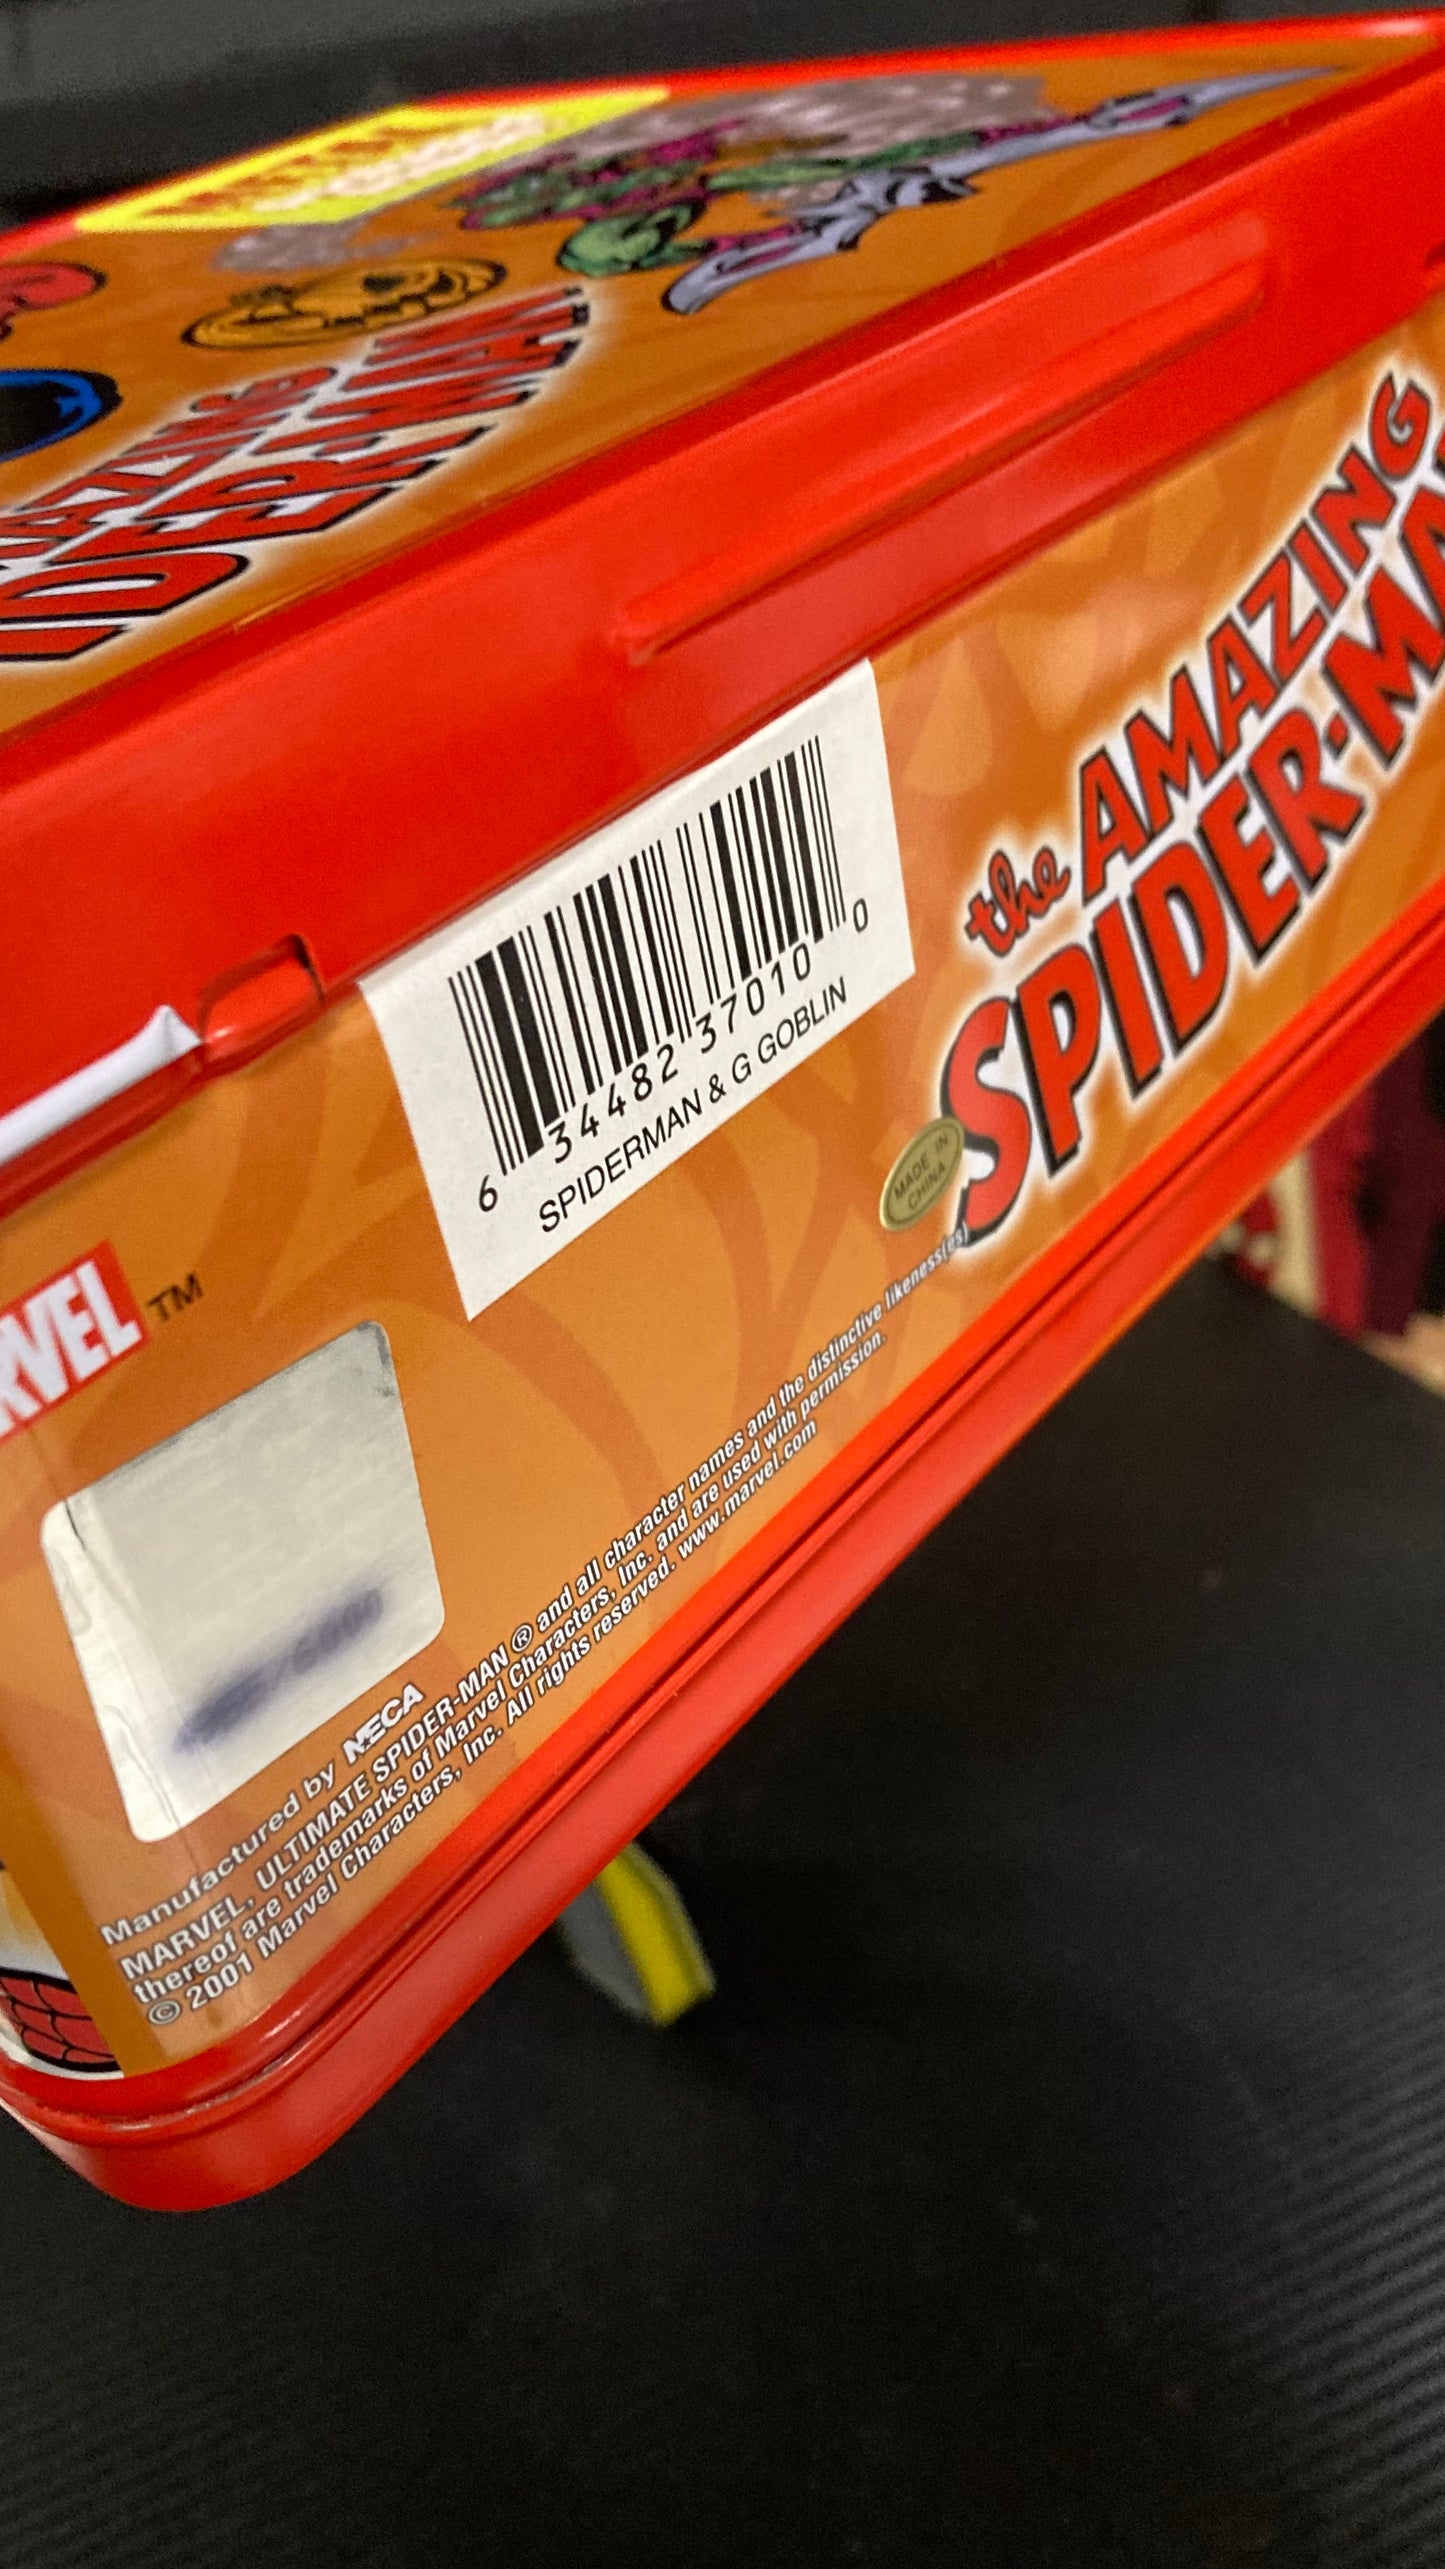 the AMAZING
SPIDER-MAN
6 34482 37010 0
SPIDERMAN & G GOBLIN
MADE IN
CHINA
TM
Manufactured by NECA
MARVEL, ULTIMATE SPIDER-MAN ® and all character names and the distinctive likeness(es)
thereof are trademarks of Marvel Characters, Inc. and are used with permission.
© 2001 Marvel Characters, Inc. All rights reserved. www.marvel.com